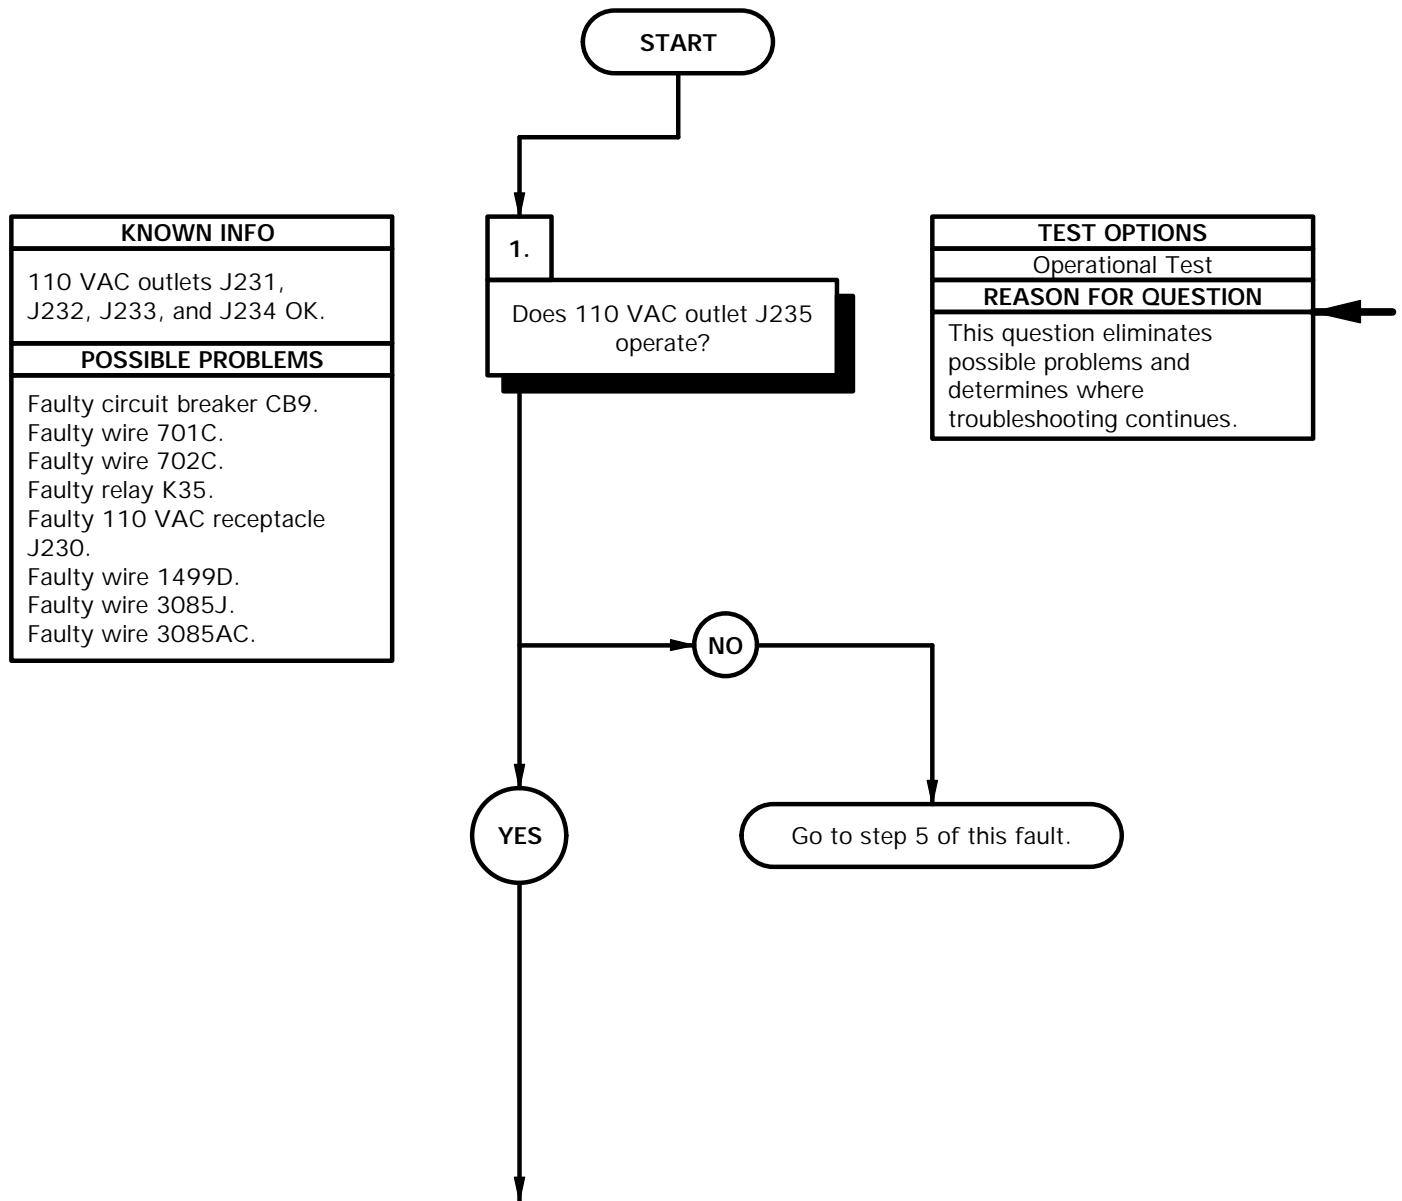 START
KNOWN INFO
110 VAC outlets J231,
J232, J233, and J234 OK.
POSSIBLE PROBLEMS
Faulty circuit breaker CB9.
Faulty wire 701C.
Faulty wire 702C.
Faulty relay K35.
Faulty 110 VAC receptacle
J230.
Faulty wire 1499D.
Faulty wire 3085J.
Faulty wire 3085AC.
1.
Does 110 VAC outlet J235
operate?
TEST OPTIONS
Operational Test
REASON FOR QUESTION
This question eliminates
possible problems and
determines where
troubleshooting continues.
NO
YES
Go to step 5 of this fault.